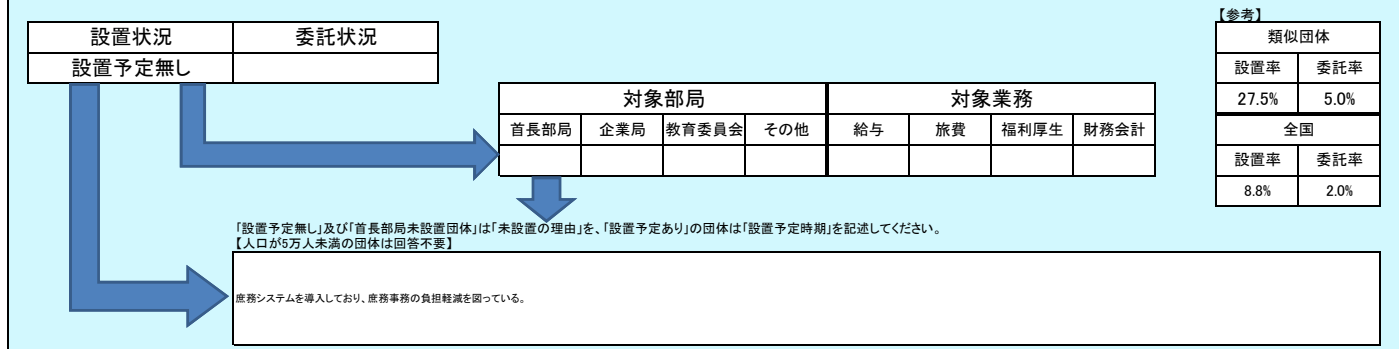 【参考】
設置状況 委託状況
設置予定無し
類似団体
設置率 委託率
27.5% 5.0%
全国
設置率 委託率
8.8% 2.0%
対象部局 対象業務
首長部局 企業局 教育委員会 その他 給与 旅費 福利厚生 財務会計
「設置予定無し」及び「首長部局未設置団体」は「未設置の理由」を、「設置予定あり」の団体は「設置予定時期」を記述してください。
【人口が5万人未満の団体は回答不要】
庶務システムを導入しており、庶務事務の負担軽減を図っている。